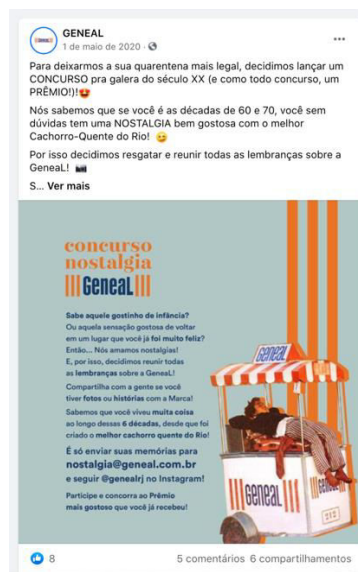 GENEAL
1 de maio de 2020 ·
Para deixarmos a sua quarentena mais legal, decidimos lançar um
CONCURSO pra galera do século XX (e como todo concurso, um
PRÊMIO!)!
Nós sabemos que se você é as décadas de 60 e 70, você sem
dúvidas tem uma NOSTALGIA bem gostosa com o melhor
Cachorro-Quente do Rio!
Por isso decidimos resgatar e reunir todas as lembranças sobre a
GeneaL!
S... Ver mais
concurso
nostalgia
GeneaL
Sabe aquele gostinho de infância?
Ou aquela sensação gostosa de voltar
em um lugar que você já foi muito feliz?
Então... Nós amamos nostalgias!
E, por isso, decidimos reunir todas
as lembranças sobre a GeneaL!
Compartilha com a gente se você
tiver fotos ou histórias com a Marca!
Sabemos que você viveu muita coisa
ao longo dessas 6 décadas, desde que foi
criado o melhor cachorro quente do Rio!
É só enviar suas memórias para
nostalgia@geneal.com.br
e seguir @genealrj no Instagram!
Participe e concorra ao Prêmio
mais gostoso que você já recebeu!
GENEAL
GENEAL
GENEAL
8
5 comentários 6 compartilhamentos